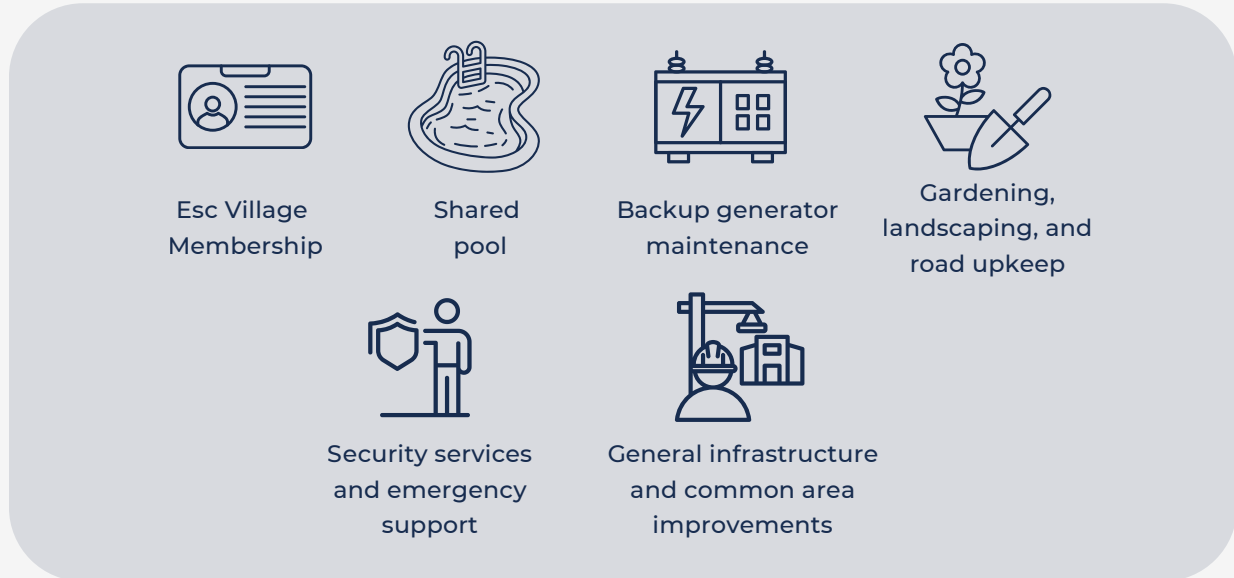 Esc Village
Membership
Shared
pool
Backup generator
maintenance
Gardening,
landscaping, and
road upkeep
Security services
and emergency
support
General infrastructure
and common area
improvements